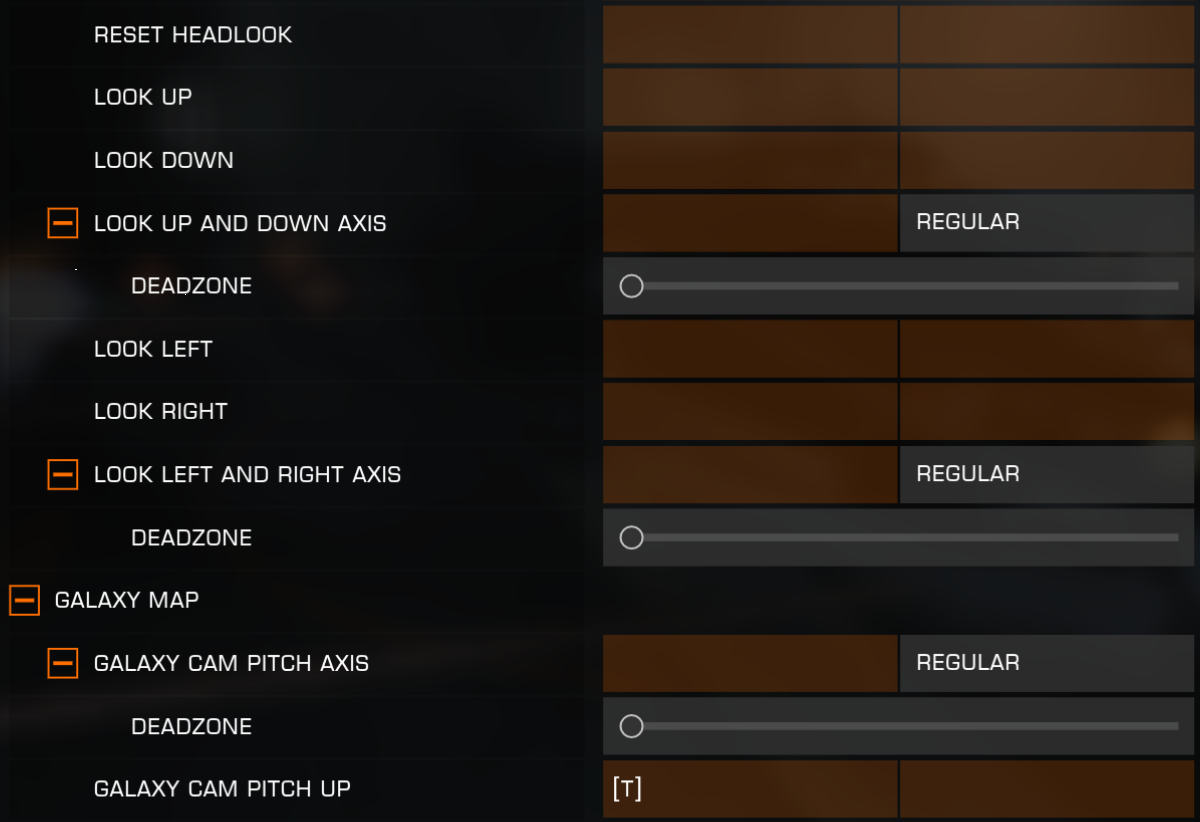 RESET HEADLOOK
LOOK UP
LOOK DOWN
LOOK UP AND DOWN AXIS REGULAR
DEADZONE
LOOK LEFT
LOOK RIGHT
LOOK LEFT AND RIGHT AXIS REGULAR
DEADZONE
GALAXY MAP
GALAXY CAM PITCH AXIS REGULAR
DEADZONE
GALAXY CAM PITCH UP [T]